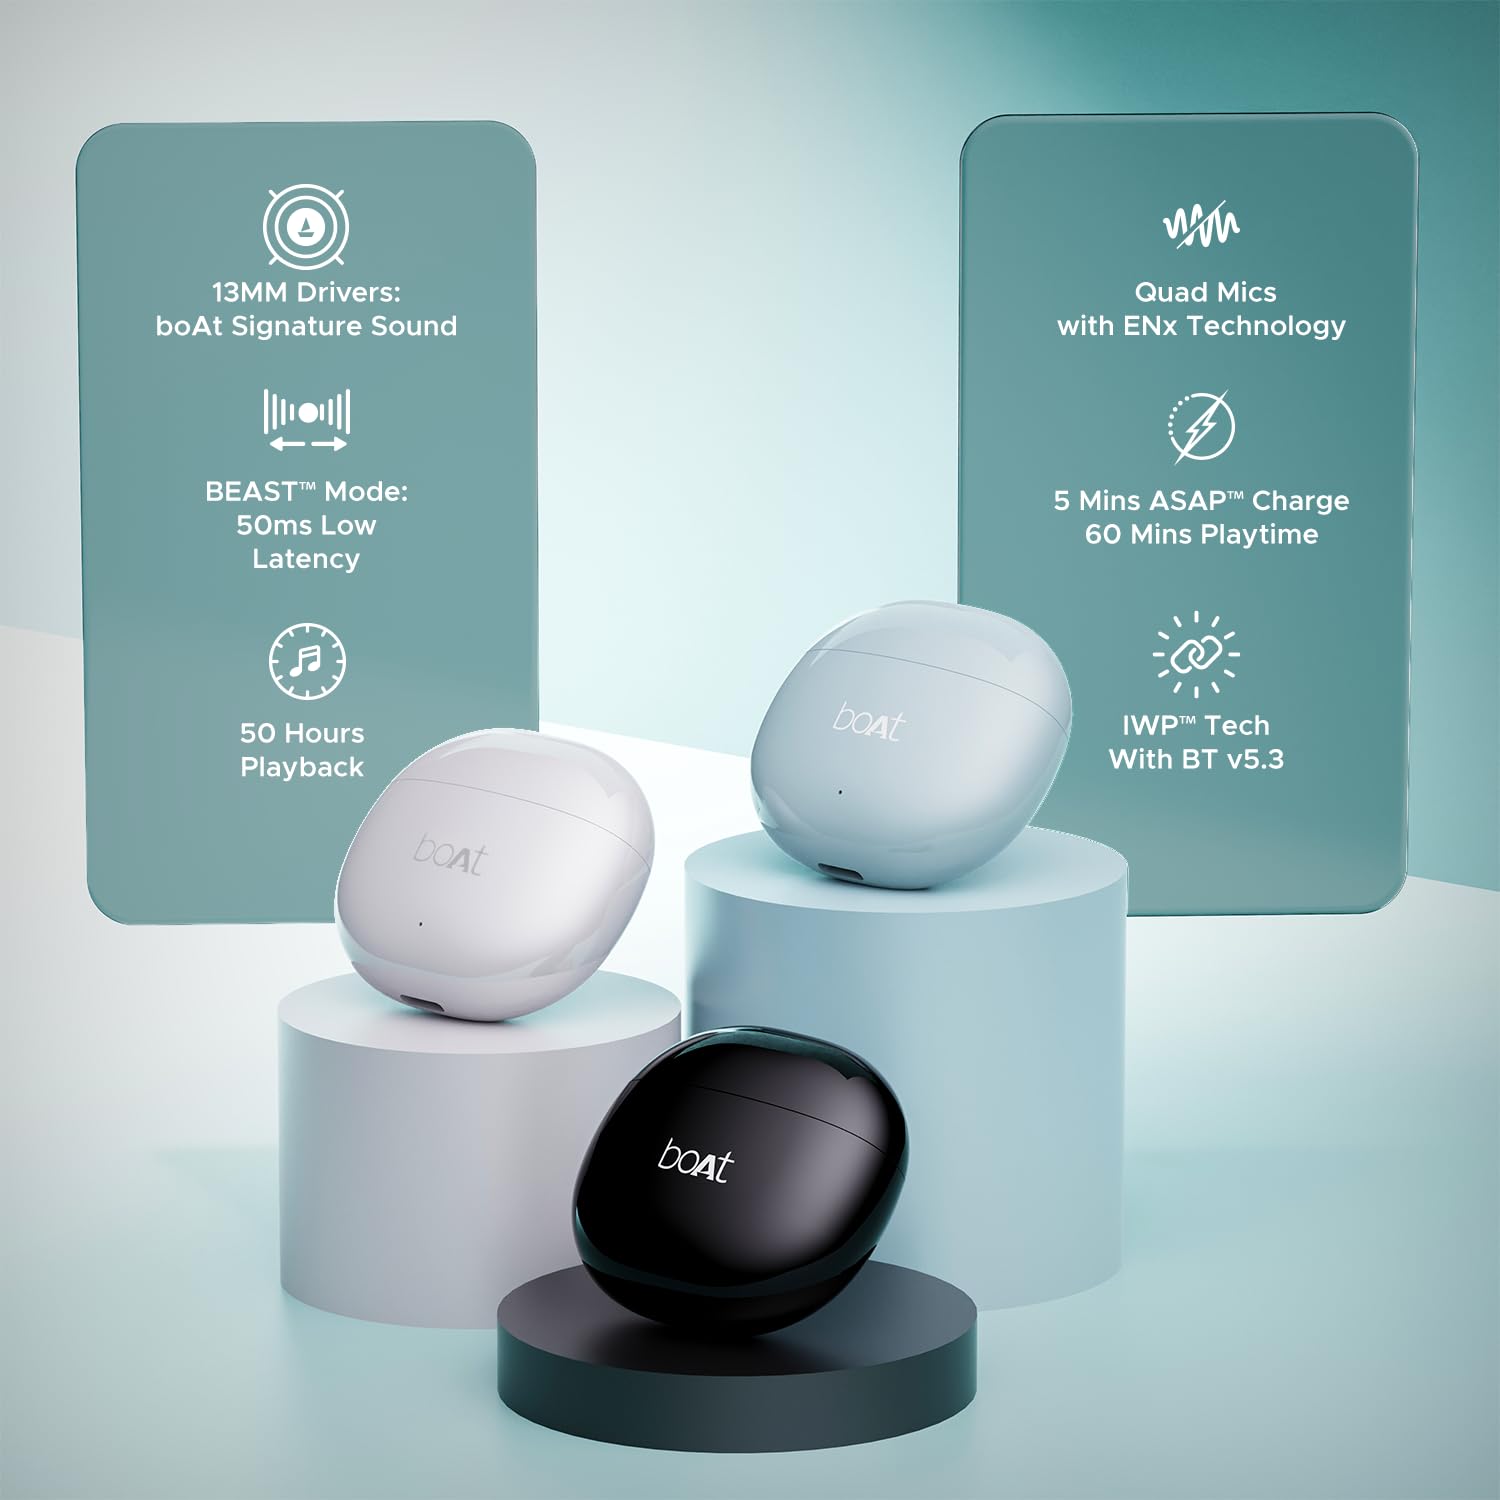 13MM Drivers:
boAt Signature Sound
BEAST™ Mode:
50ms Low
Latency
50 Hours
Playback
Quad Mics
with ENx Technology
5 Mins ASAP™ Charge
60 Mins Playtime
IWP™ Tech
With BT v5.3
boAt
boAt
boAt